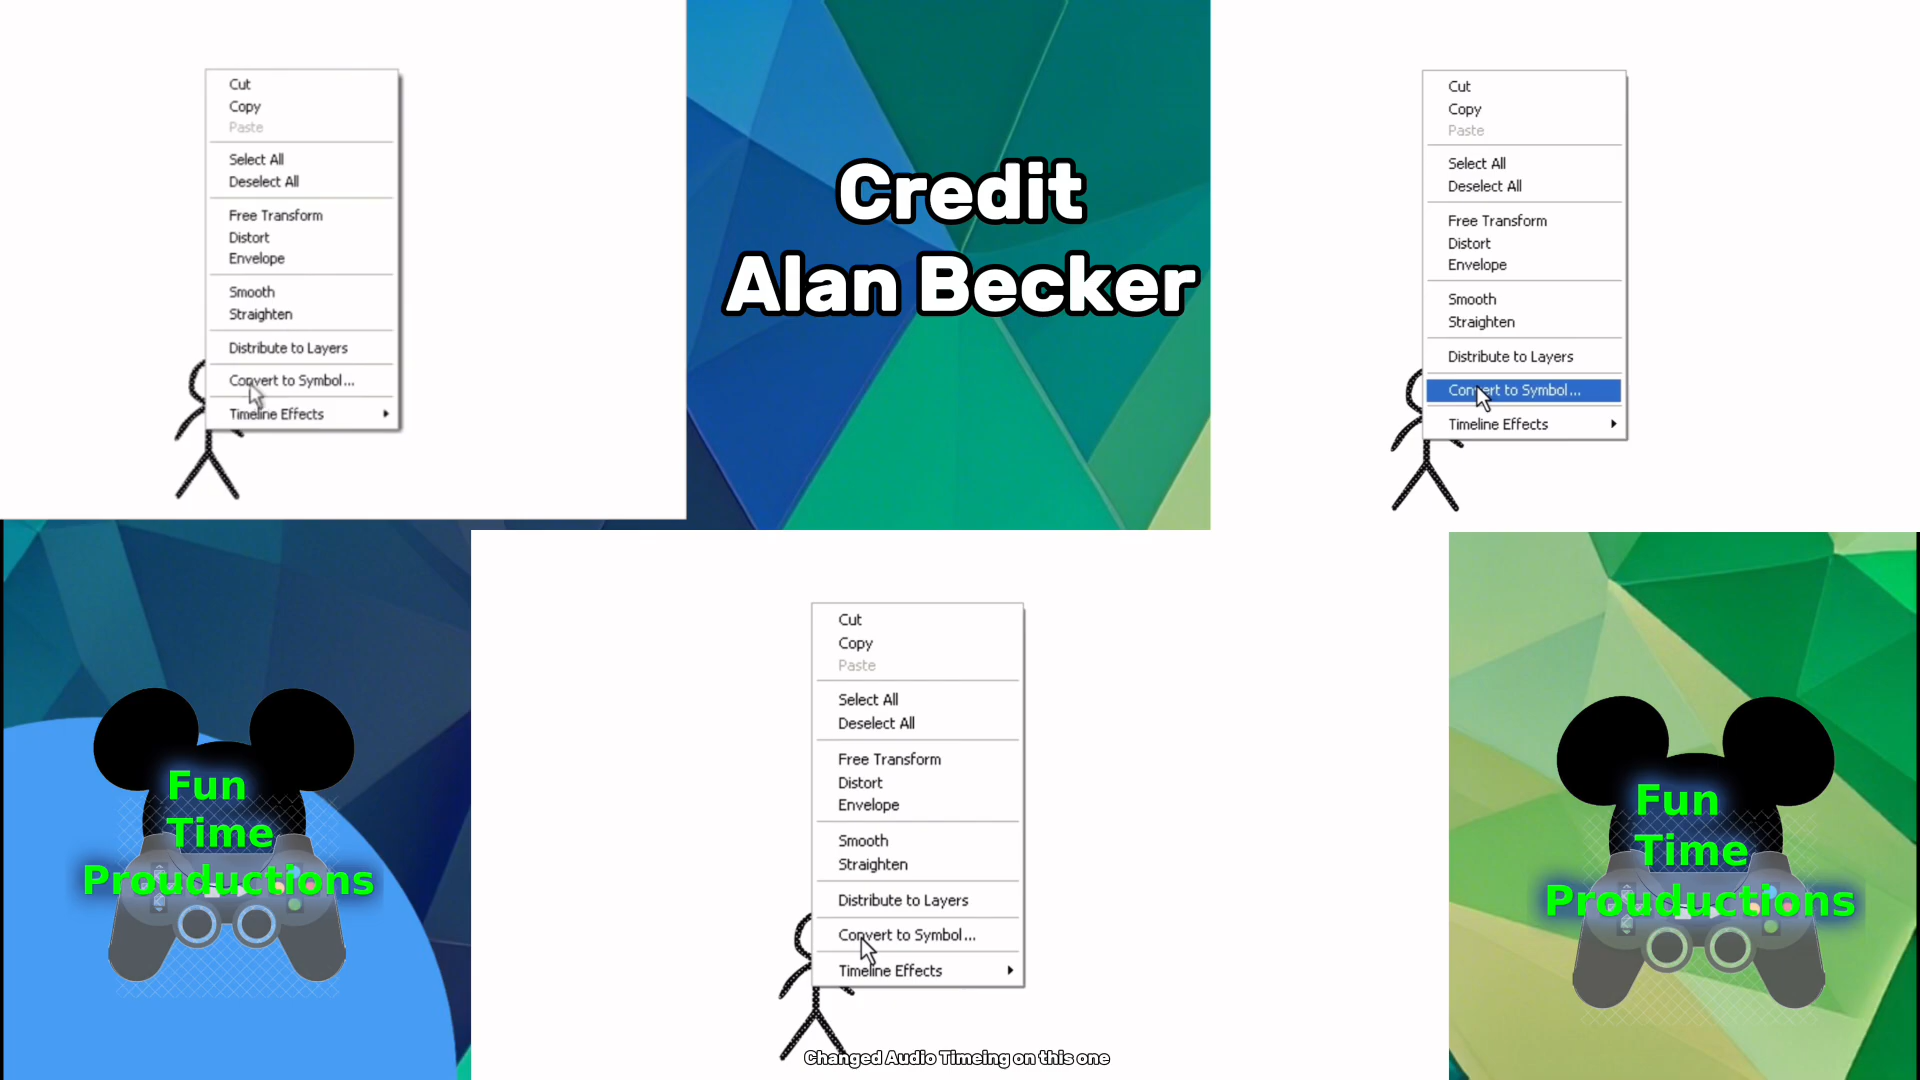 Cut
Copy
Paste
Select All
Deselect All
Free Transform
Distort
Envelope
Smooth
Straighten
Distribute to Layers
Convert to Symbol...
Timeline Effects
Credit
Alan Becker
Cut
Copy
Paste
Select All
Deselect All
Free Transform
Distort
Envelope
Smooth
Straighten
Distribute to Layers
Convert to Symbol...
Timeline Effects
Fun
Time
Prouductions
Cut
Copy
Paste
Select All
Deselect All
Free Transform
Distort
Envelope
Smooth
Straighten
Distribute to Layers
Convert to Symbol...
Timeline Effects
Changed Audio Timeing on this one
Fun
Time
Prouductions